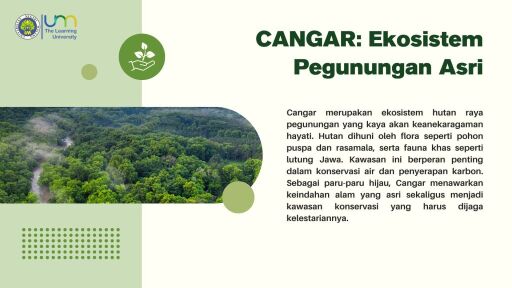 UM
The Learning
University
CANGAR: Ekosistem
Pegunungan Asri
Cangar merupakan ekosistem hutan raya
pegunungan yang kaya akan keanekaragaman
hayati. Hutan dihuni oleh flora seperti pohon
puspa dan rasamala, serta fauna khas seperti
lutung Jawa. Kawasan ini berperan penting
dalam konservasi air dan penyerapan karbon.
Sebagai paru-paru hijau, Cangar menawarkan
keindahan alam yang asri sekaligus menjadi
kawasan konservasi yang harus dijaga
kelestariannya.